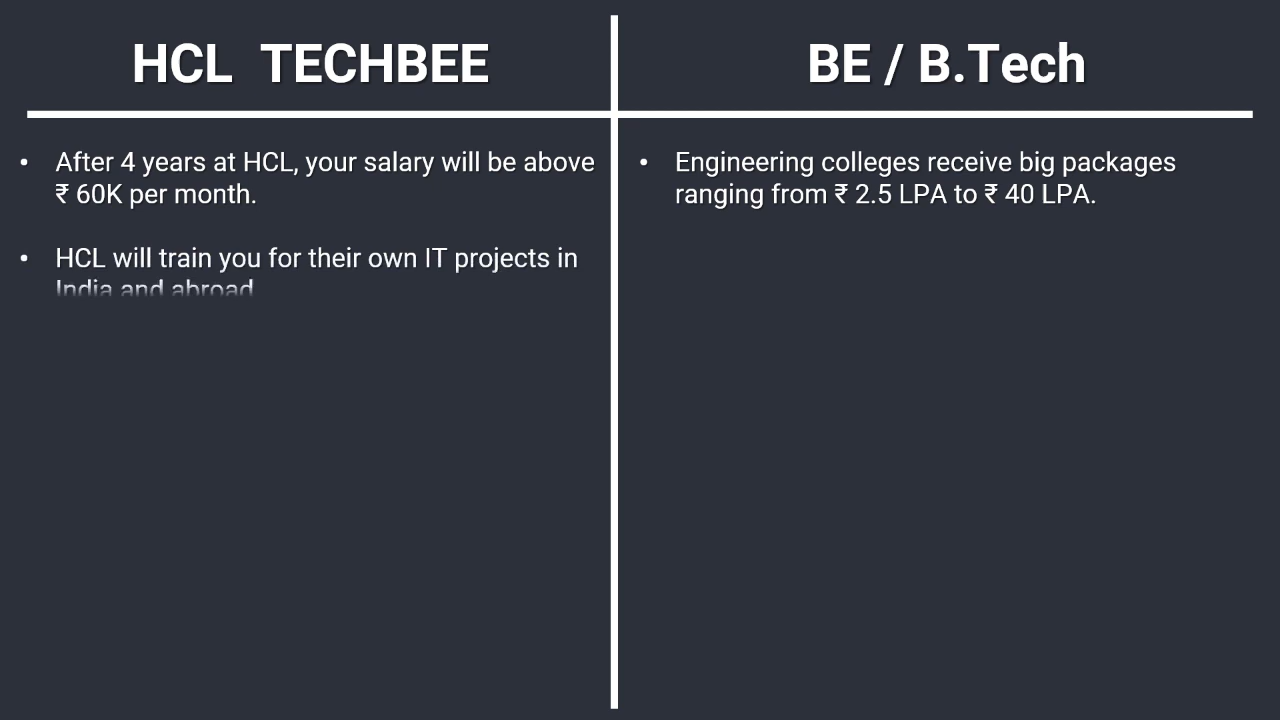 HCL TECHBEE
BE / B.Tech
• After 4 years at HCL, your salary will be above
₹ 60K per month.
• HCL will train you for their own IT projects in
India and abroad
• Engineering colleges receive big packages
ranging from ₹ 2.5 LPA to ₹ 40 LPA.